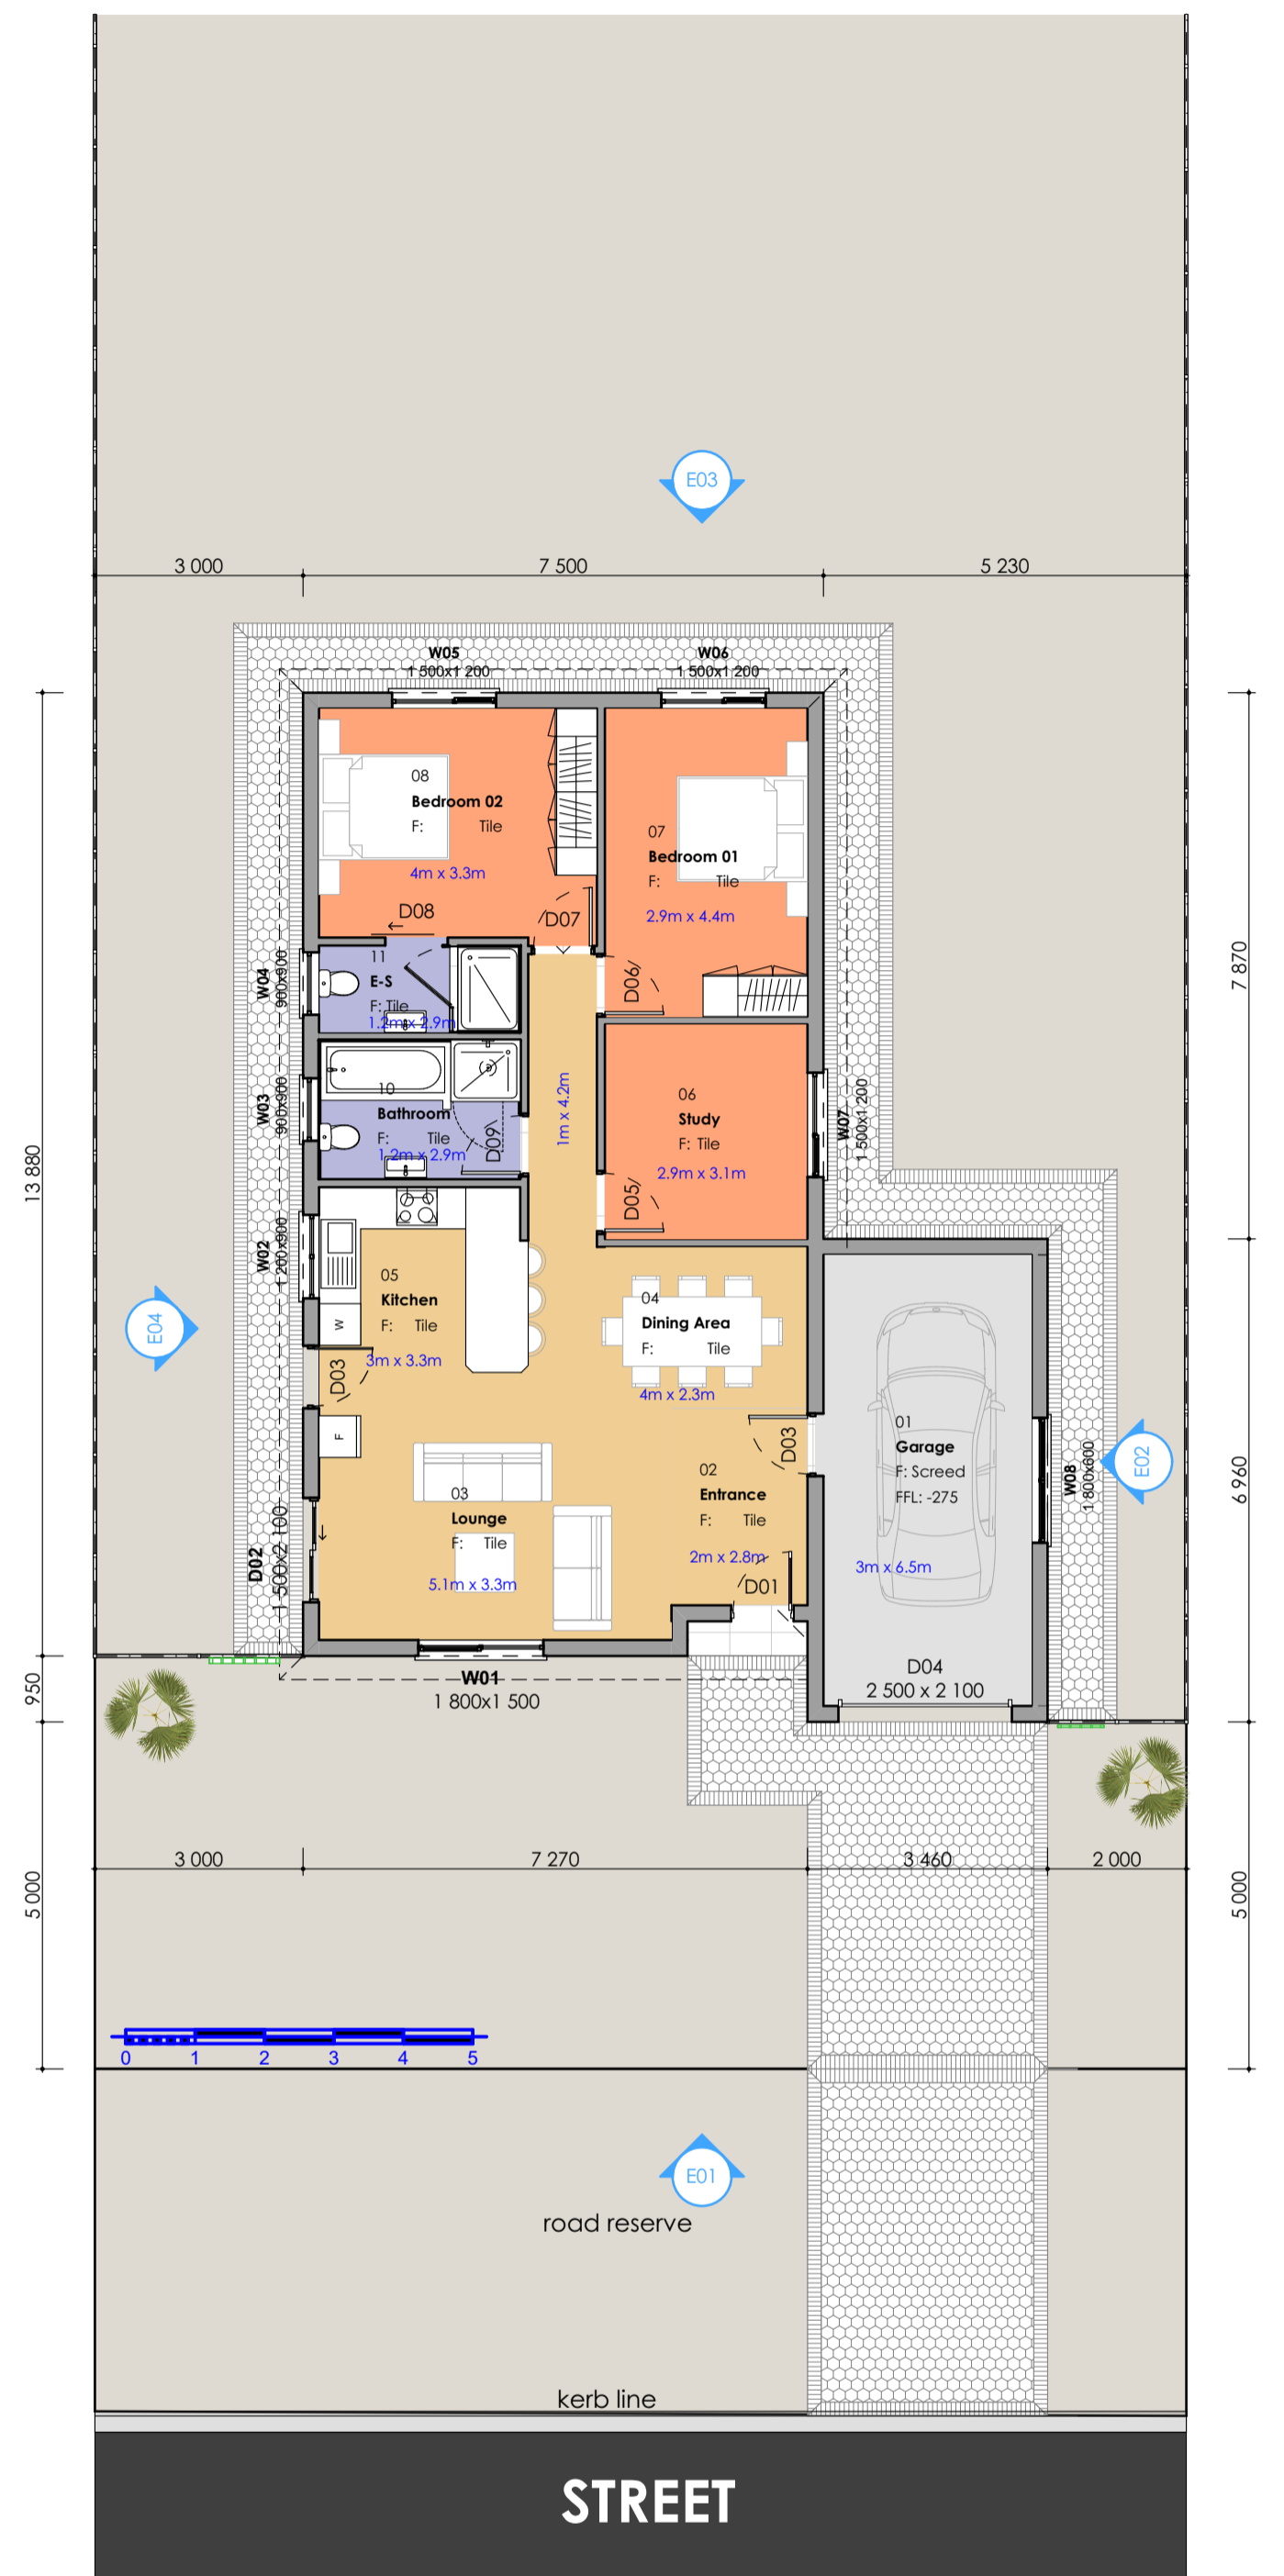 E03
3 000
7 500
5 230
W05
1 500x1 200
W06
1 500x1 200
08
Bedroom 02
F: Tile
4m x 3.3m
07
Bedroom 01
F: Tile
2.9m x 4.4m
D08
D07
D06
W04
900x900
11
E-S
F: Tile
1.2m x 2.9m
7 870
13 880
W03
900x900
10
Bathroom
F: Tile
1.2m x 2.9m
D09
1m x 4.2m
06
Study
F: Tile
2.9m x 3.1m
D05
W07
1 500x1 200
W02
1 200x900
05
Kitchen
F: Tile
3m x 3.3m
W
D03
F
04
Dining Area
F: Tile
4m x 2.3m
E04
D03
01
Garage
F: Screed
FFL: -275
3m x 6.5m
W08
1 800x600
E02
6 960
02
Entrance
F: Tile
2m x 2.8m
D01
03
Lounge
F: Tile
5.1m x 3.3m
D02
1 500x2 100
W01
1 800x1 500
D04
2 500 x 2 100
950
3 000
7 270
3 460
2 000
5 000
5 000
0 1 2 3 4 5
E01
road reserve
kerb line
STREET